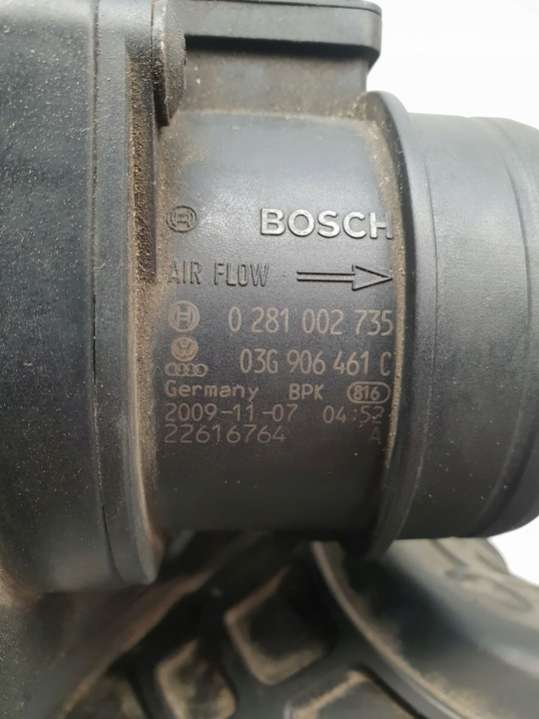 BOSCH
AIR FLOW
0 281 002 735
03G 906 461 C
Germany BPK 816
2009-11-07 04:52
22616764 A